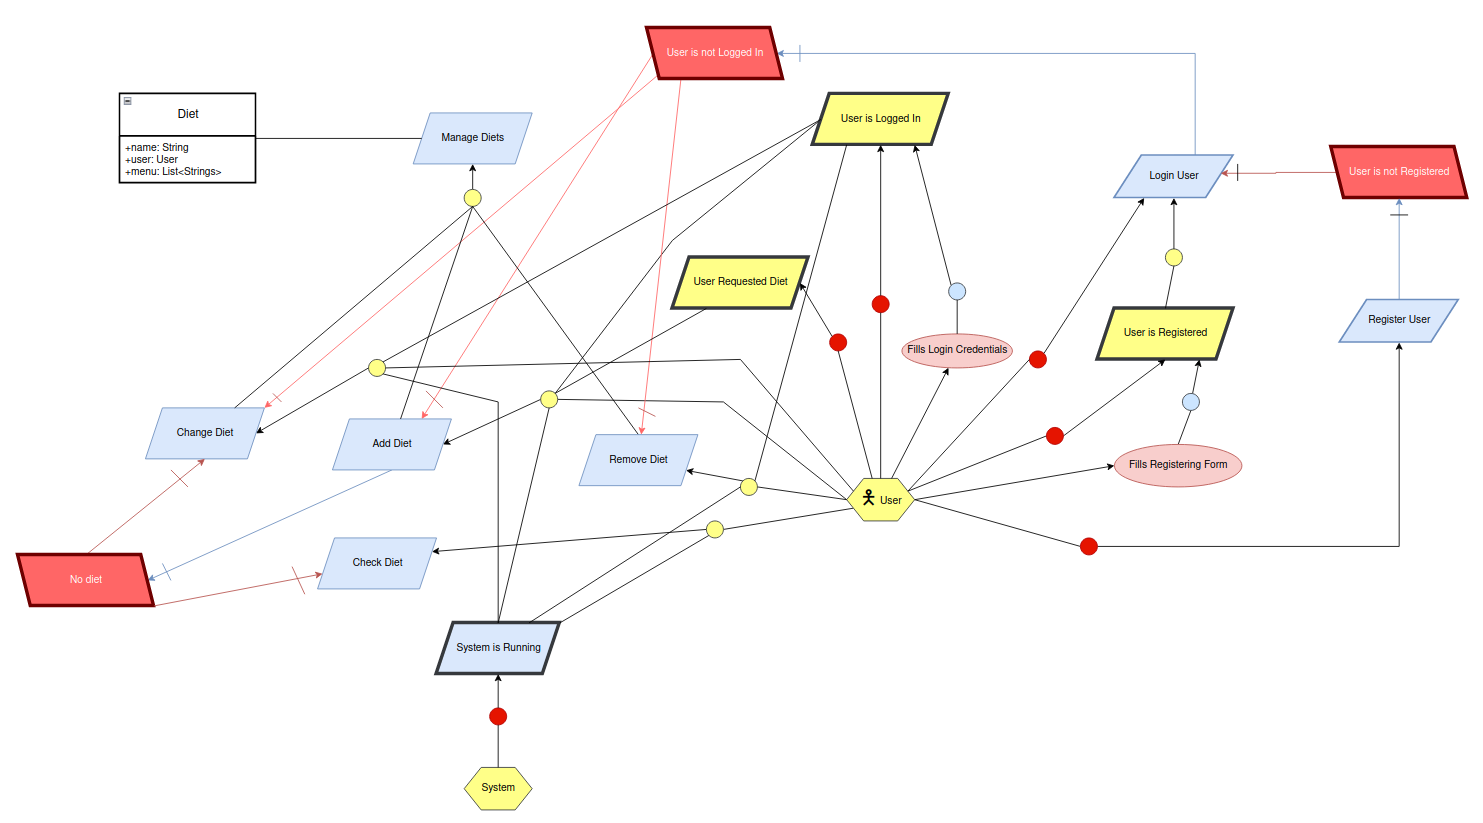 User is not Logged In
Diet
+name: String
+user: User
+menu: List<Strings>
Manage Diets
User is Logged In
Login User
User is not Registered
User Requested Diet
User is Registered
Register User
Fills Login Credentials
Change Diet
Add Diet
Remove Diet
Fills Registering Form
User
Check Diet
No diet
System is Running
System